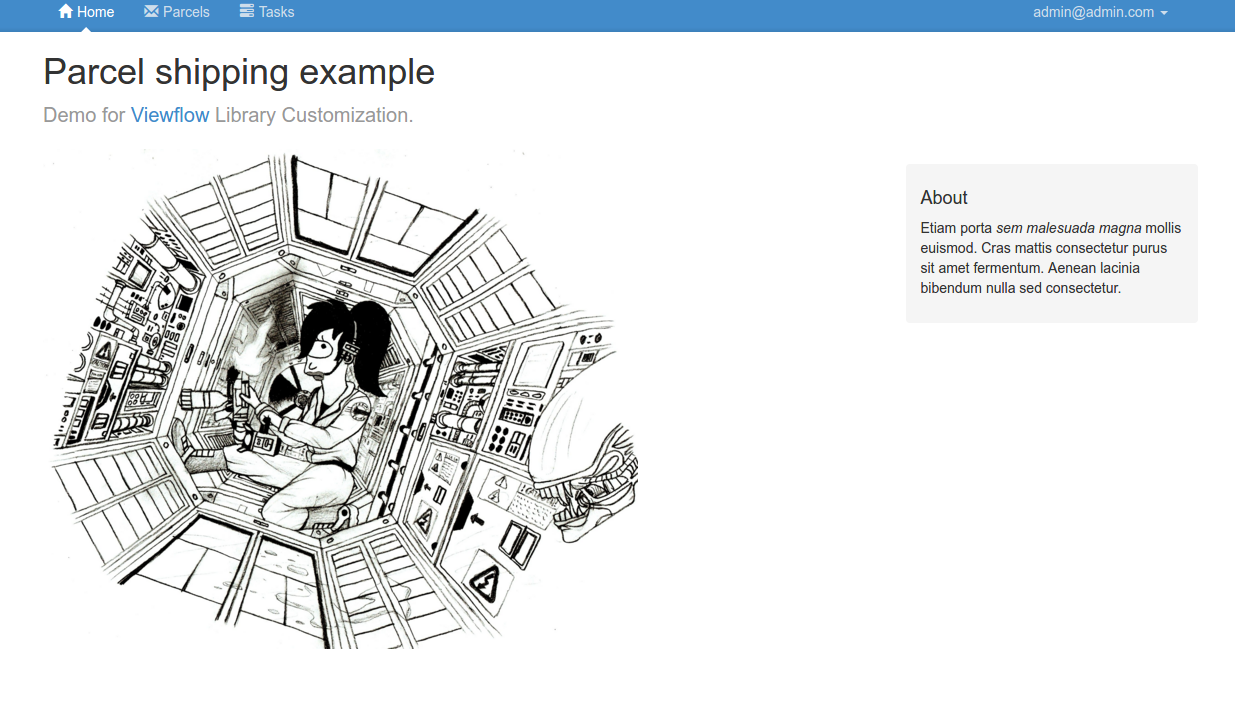 Home Parcels Tasks admin@admin.com
Parcel shipping example
Demo for Viewflow Library Customization.
About
Etiam porta sem malesuada magna mollis
euismod. Cras mattis consectetur purus
sit amet fermentum. Aenean lacinia
bibendum nulla sed consectetur.